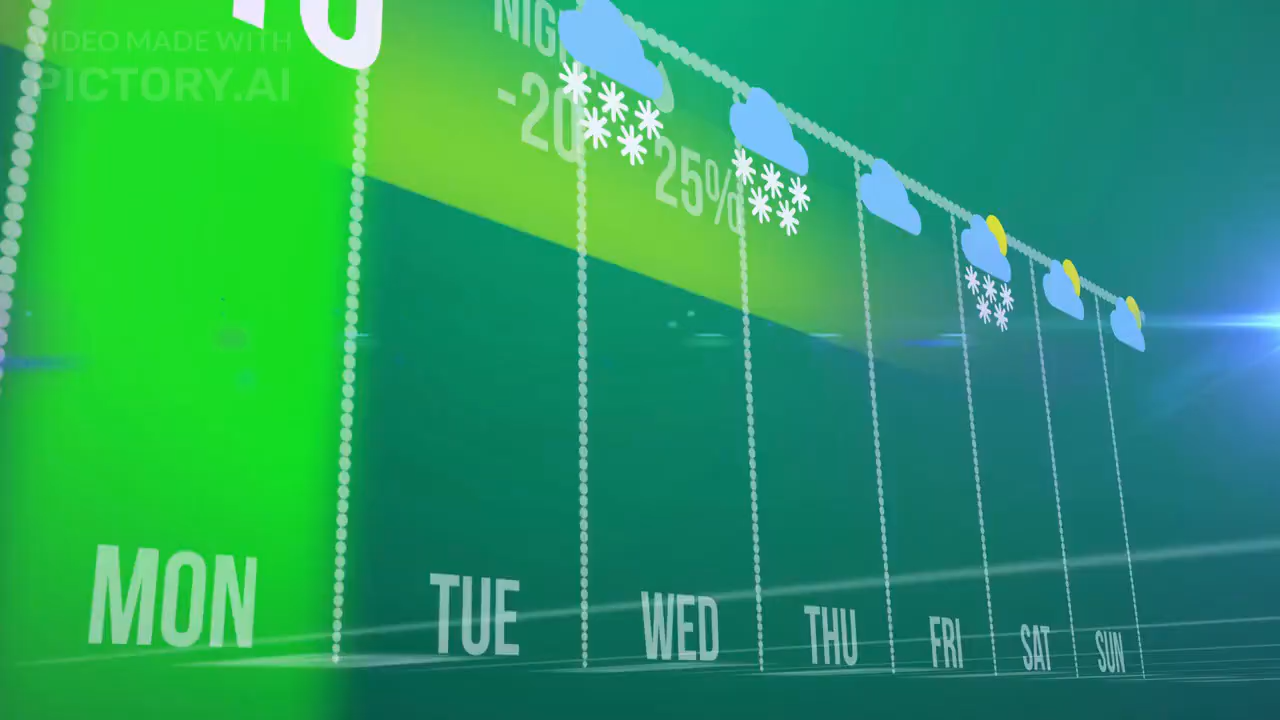 VIDEO MADE WITH
PICTORY.AI
-20
25%
MON
TUE
WED
THU
FRI
SAT
SUN